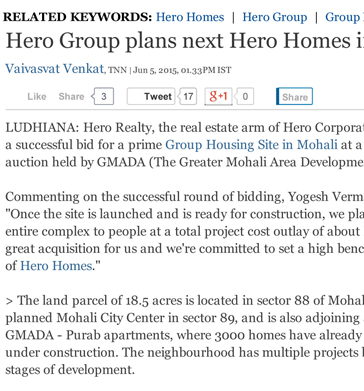 RELATED KEYWORDS: Hero Homes | Hero Group | Group
Hero Group plans next Hero Homes i
Vaivasvat Venkat, TNN | Jun 5, 2015, 01.33PM IST
Like Share 3 Tweet 17 g+1 0 Share
LUDHIANA: Hero Realty, the real estate arm of Hero Corporat
a successful bid for a prime Group Housing Site in Mohali at a
auction held by GMADA (The Greater Mohali Area Developme
Commenting on the successful round of bidding, Yogesh Verm
"Once the site is launched and is ready for construction, we pla
entire complex to people at a total project cost outlay of about
great acquisition for us and we're committed to set a high benc
of Hero Homes."
> The land parcel of 18.5 acres is located in sector 88 of Mohal
planned Mohali City Center in sector 89, and is also adjoining
GMADA - Purab apartments, where 3000 homes have already
under construction. The neighbourhood has multiple projects
stages of development.